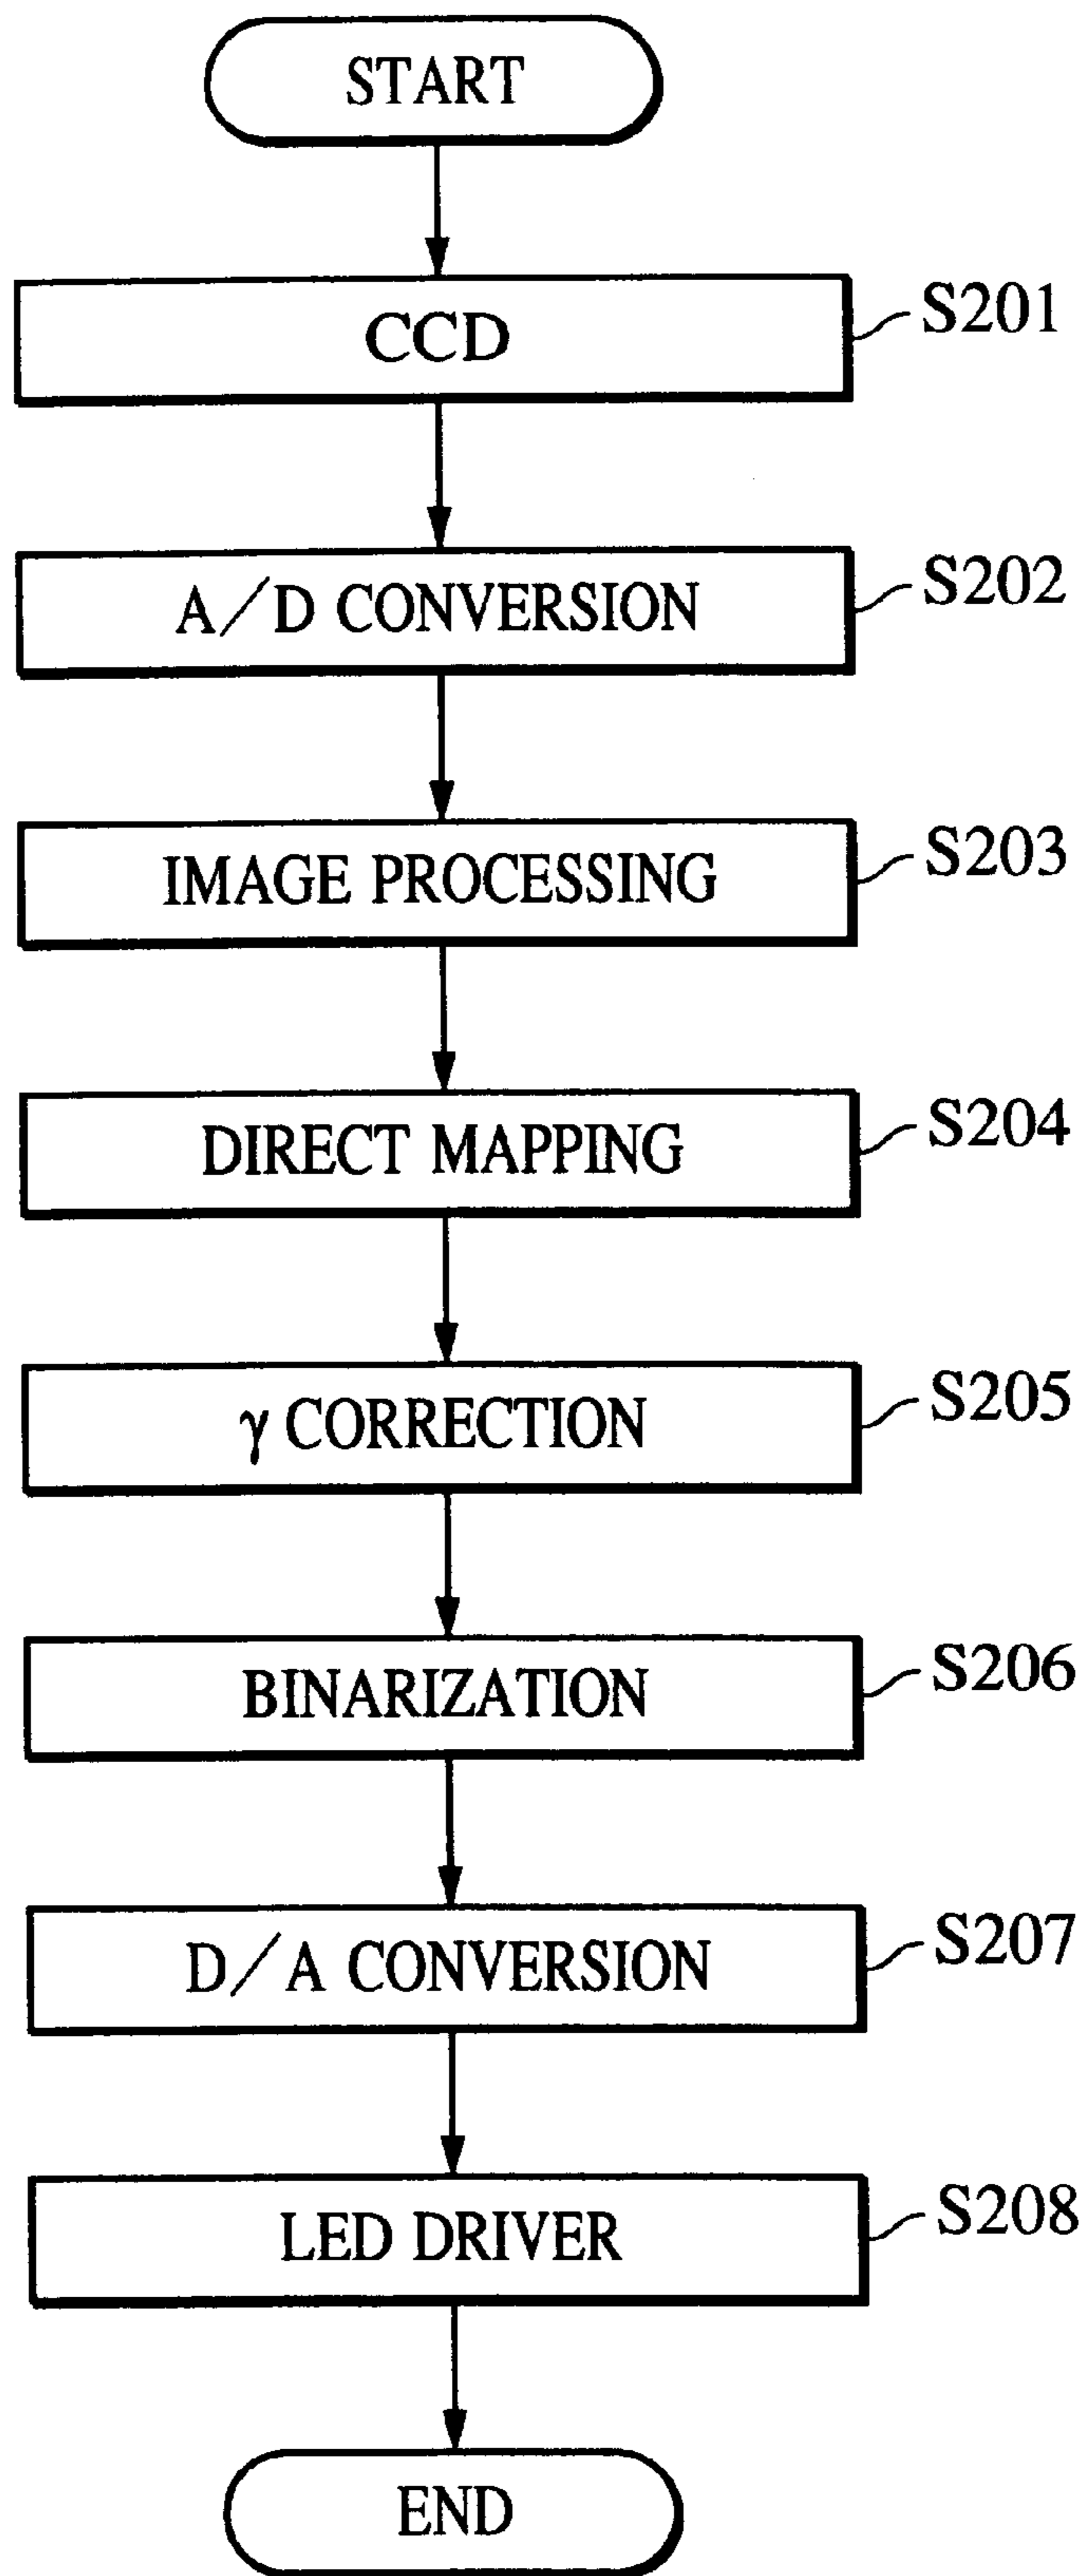 START
CCD
S201
A/D CONVERSION
S202
IMAGE PROCESSING
S203
DIRECT MAPPING
S204
γ CORRECTION
S205
BINARIZATION
S206
D/A CONVERSION
S207
LED DRIVER
S208
END